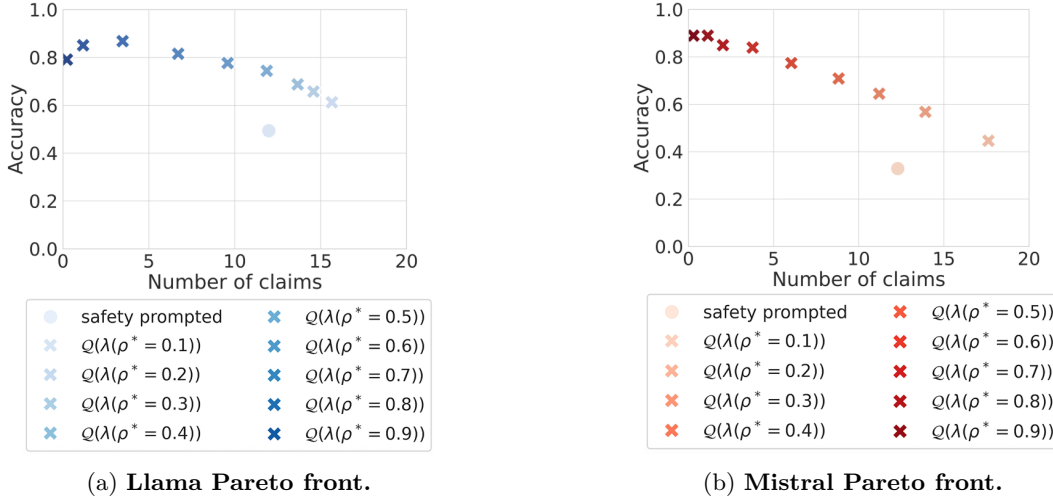 1.0
0.8
0.6
0.4
0.2
0.0
Accuracy
0 5 10 15 20
Number of claims
safety prompted
Q(λ(ρ* = 0.1))
Q(λ(ρ* = 0.2))
Q(λ(ρ* = 0.3))
Q(λ(ρ* = 0.4))
Q(λ(ρ* = 0.5))
Q(λ(ρ* = 0.6))
Q(λ(ρ* = 0.7))
Q(λ(ρ* = 0.8))
Q(λ(ρ* = 0.9))
(a) Llama Pareto front.
1.0
0.8
0.6
0.4
0.2
0.0
Accuracy
0 5 10 15 20
Number of claims
safety prompted
Q(λ(ρ* = 0.1))
Q(λ(ρ* = 0.2))
Q(λ(ρ* = 0.3))
Q(λ(ρ* = 0.4))
Q(λ(ρ* = 0.5))
Q(λ(ρ* = 0.6))
Q(λ(ρ* = 0.7))
Q(λ(ρ* = 0.8))
Q(λ(ρ* = 0.9))
(b) Mistral Pareto front.